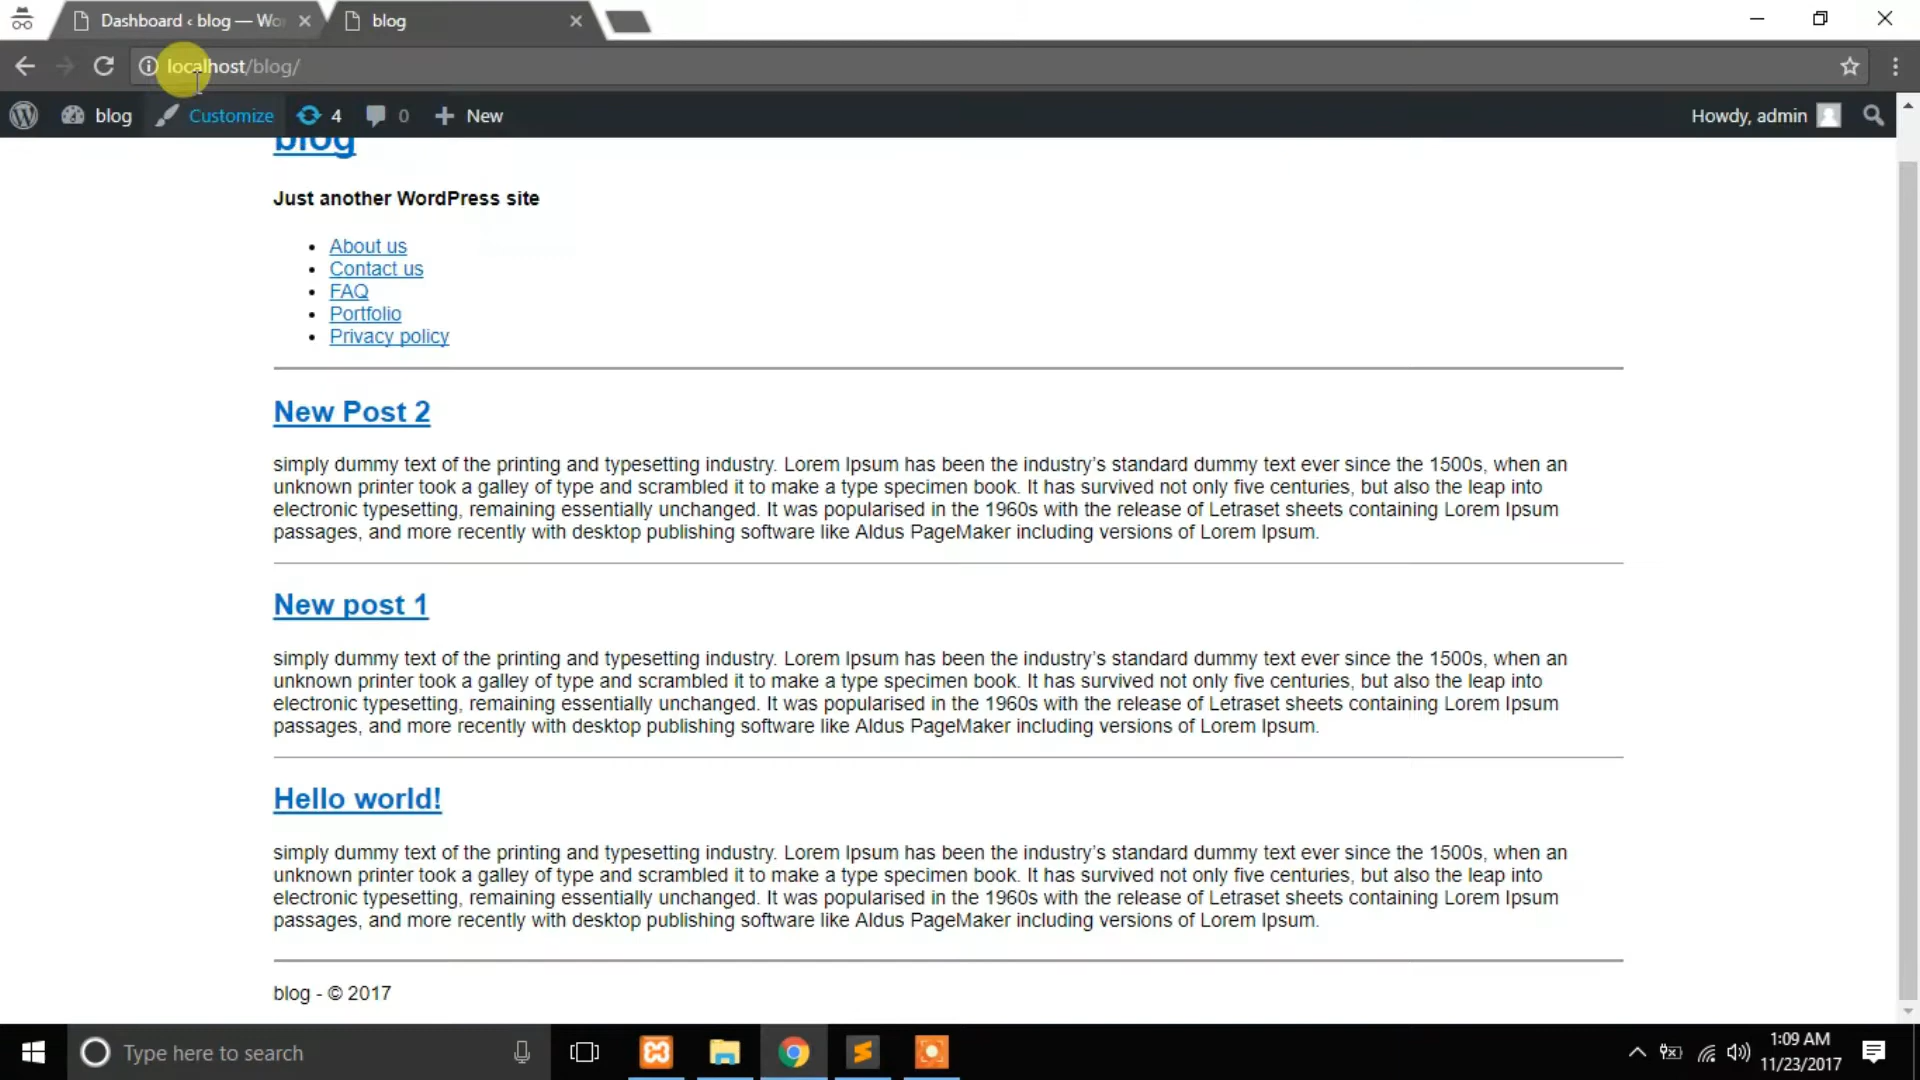 Dashboard ‹ blog — Wo
blog
localhost/blog/
blog
Customize
4
0
New
Howdy, admin
blog
Just another WordPress site
About us
Contact us
FAQ
Portfolio
Privacy policy
New Post 2
simply dummy text of the printing and typesetting industry. Lorem Ipsum has been the industry’s standard dummy text ever since the 1500s, when an
unknown printer took a galley of type and scrambled it to make a type specimen book. It has survived not only five centuries, but also the leap into
electronic typesetting, remaining essentially unchanged. It was popularised in the 1960s with the release of Letraset sheets containing Lorem Ipsum
passages, and more recently with desktop publishing software like Aldus PageMaker including versions of Lorem Ipsum.
New post 1
simply dummy text of the printing and typesetting industry. Lorem Ipsum has been the industry’s standard dummy text ever since the 1500s, when an
unknown printer took a galley of type and scrambled it to make a type specimen book. It has survived not only five centuries, but also the leap into
electronic typesetting, remaining essentially unchanged. It was popularised in the 1960s with the release of Letraset sheets containing Lorem Ipsum
passages, and more recently with desktop publishing software like Aldus PageMaker including versions of Lorem Ipsum.
Hello world!
simply dummy text of the printing and typesetting industry. Lorem Ipsum has been the industry’s standard dummy text ever since the 1500s, when an
unknown printer took a galley of type and scrambled it to make a type specimen book. It has survived not only five centuries, but also the leap into
electronic typesetting, remaining essentially unchanged. It was popularised in the 1960s with the release of Letraset sheets containing Lorem Ipsum
passages, and more recently with desktop publishing software like Aldus PageMaker including versions of Lorem Ipsum.
blog - © 2017
Type here to search
1:09 AM
11/23/2017